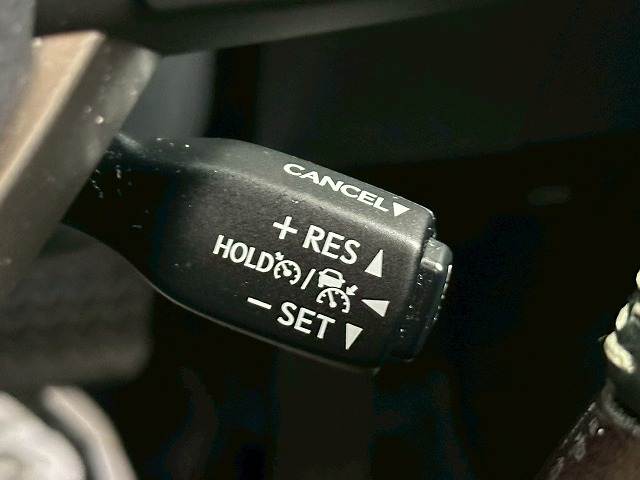 CANCEL
+ RES
HOLD /
− SET